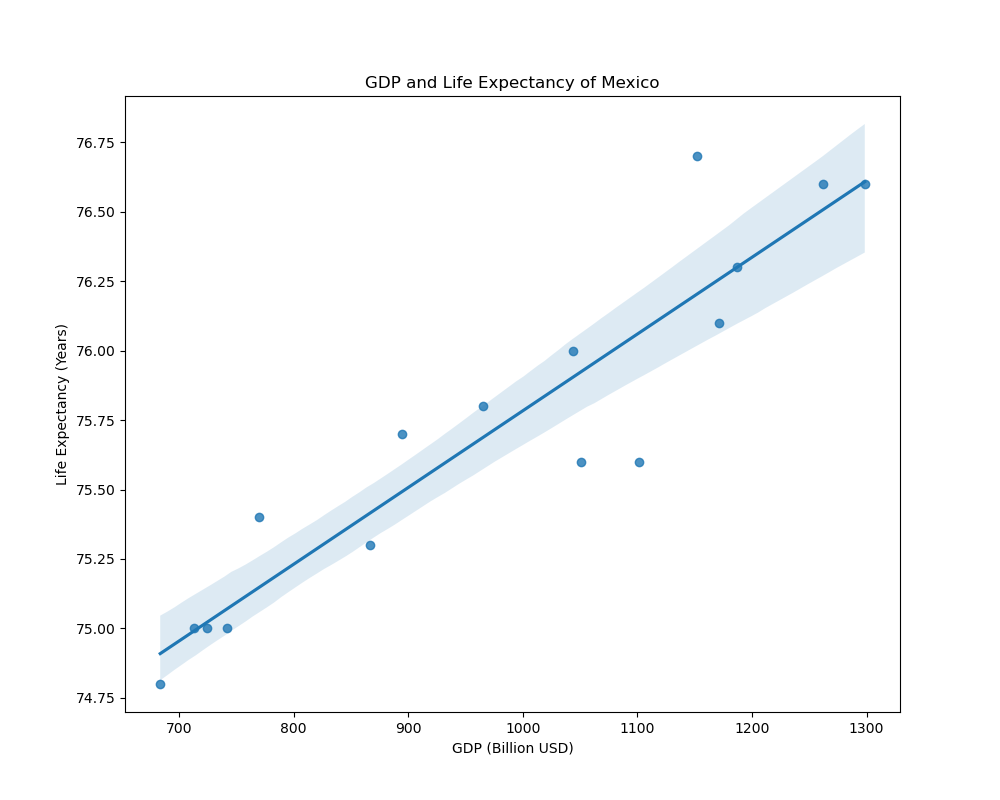 GDP and Life Expectancy of Mexico
Life Expectancy (Years)
76.75
76.50
76.25
76.00
75.75
75.50
75.25
75.00
74.75
700 800 900 1000 1100 1200 1300
GDP (Billion USD)